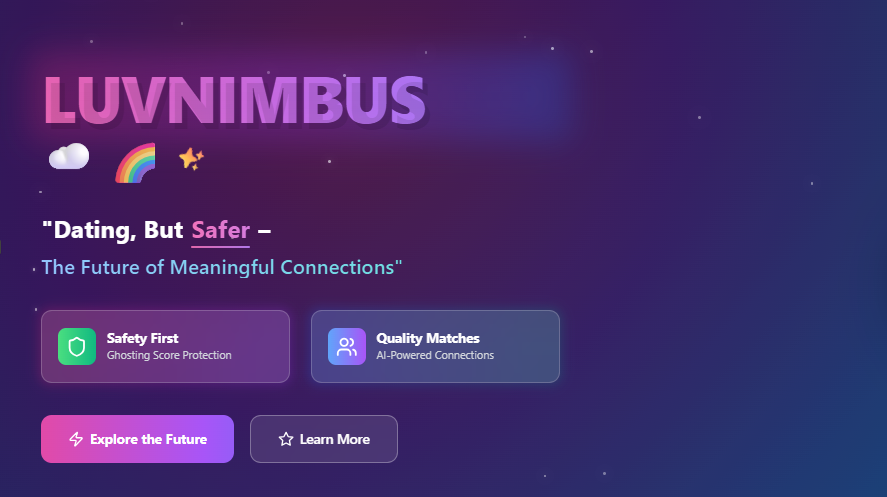 LUVNIMBUS
"Dating, But Safer –
The Future of Meaningful Connections"
Safety First
Ghosting Score Protection
Quality Matches
AI-Powered Connections
Explore the Future
Learn More